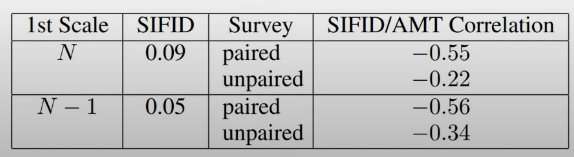 1st Scale SIFID Survey SIFID/AMT Correlation
N 0.09 paired −0.55
unpaired −0.22
N − 1 0.05 paired −0.56
unpaired −0.34